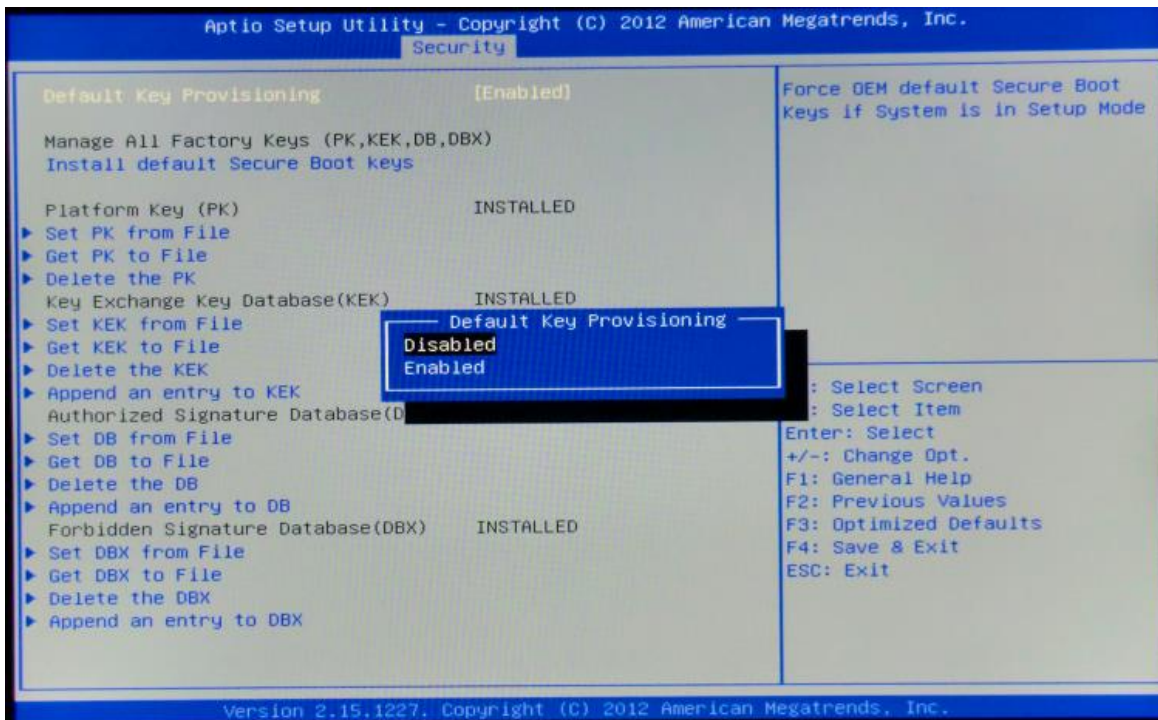 Aptio Setup Utility – Copyright (C) 2012 American Megatrends, Inc.
Security
Default Key Provisioning [Enabled]
Manage All Factory Keys (PK,KEK,DB,DBX)
Install default Secure Boot keys
Platform Key (PK) INSTALLED
Set PK from File
Get PK to File
Delete the PK
Key Exchange Key Database(KEK) INSTALLED
Set KEK from File
Get KEK to File
Delete the KEK
Append an entry to KEK
Authorized Signature Database(D
Set DB from File
Get DB to File
Delete the DB
Append an entry to DB
Forbidden Signature Database(DBX) INSTALLED
Set DBX from File
Get DBX to File
Delete the DBX
Append an entry to DBX
Default Key Provisioning
Disabled
Enabled
Force OEM default Secure Boot
Keys if System is in Setup Mode
: Select Screen
: Select Item
Enter: Select
+/-: Change Opt.
F1: General Help
F2: Previous Values
F3: Optimized Defaults
F4: Save & Exit
ESC: Exit
Version 2.15.1227. Copyright (C) 2012 American Megatrends, Inc.